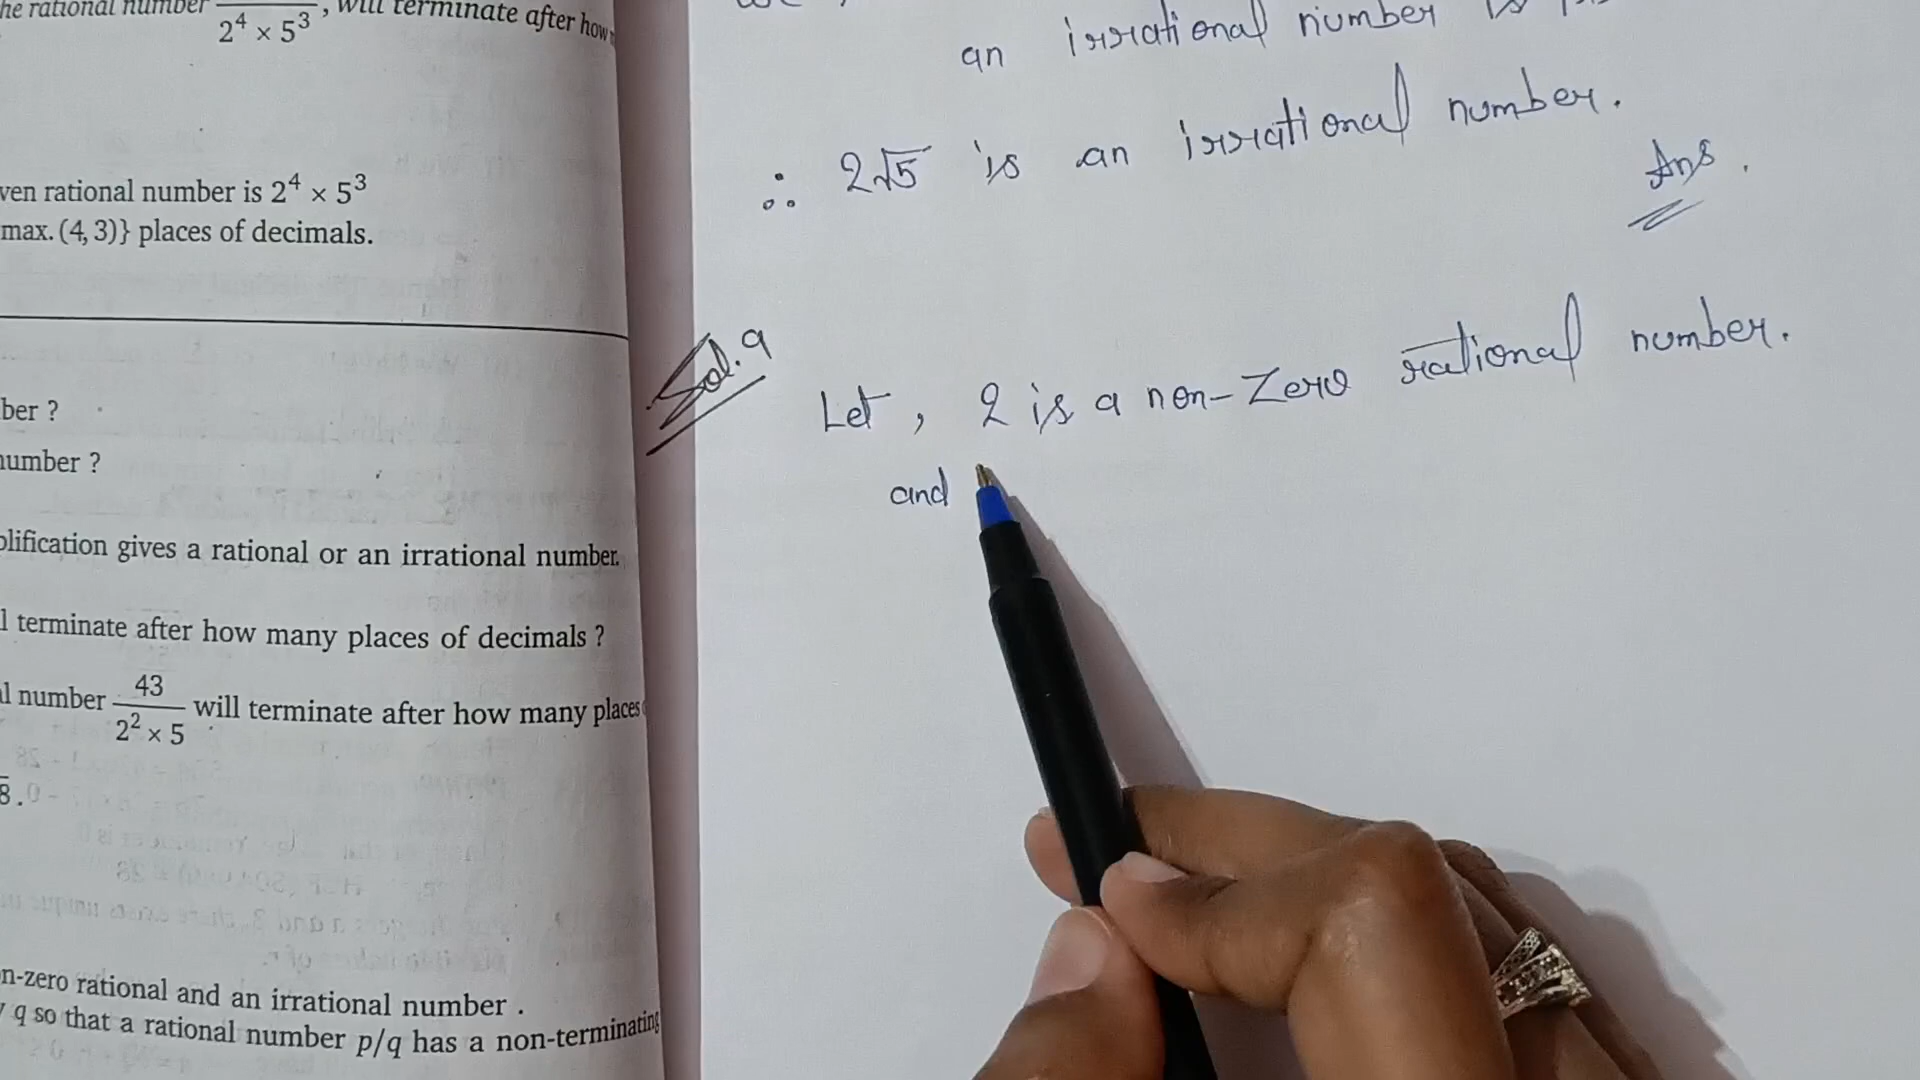 he rational number 2⁴ × 5³, will terminate after how
ven rational number is 2⁴ × 5³
max. (4, 3)} places of decimals.
ber ?
number ?
plification gives a rational or an irrational number.
l terminate after how many places of decimals ?
l number 43/2² × 5 will terminate after how many places
8.
n-zero rational and an irrational number .
q so that a rational number p/q has a non-terminating
an irrational number is
∴ 2√5 is an irrational number.
Ans.
Sol. 9
Let, 2 is a non-Zero rational number.
and